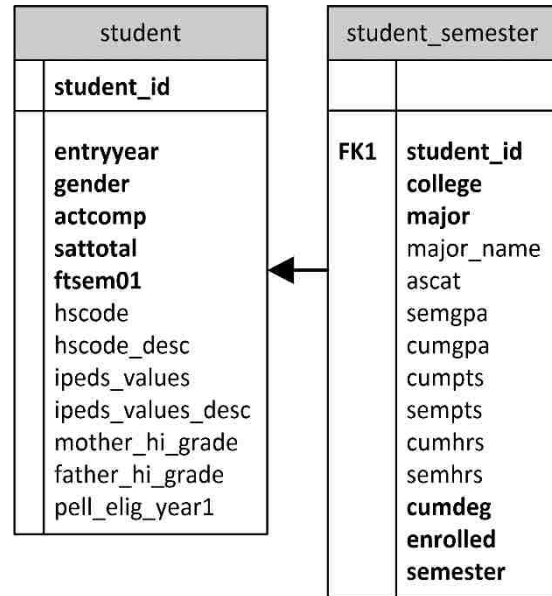 student
student_id
entryyear
gender
actcomp
sattotal
ftsem01
hscode
hscode_desc
ipeds_values
ipeds_values_desc
mother_hi_grade
father_hi_grade
pell_elig_year1
student_semester
FK1 student_id
college
major
major_name
ascat
semgpa
cumgpa
cumpts
sempts
cumhrs
semhrs
cumdeg
enrolled
semester